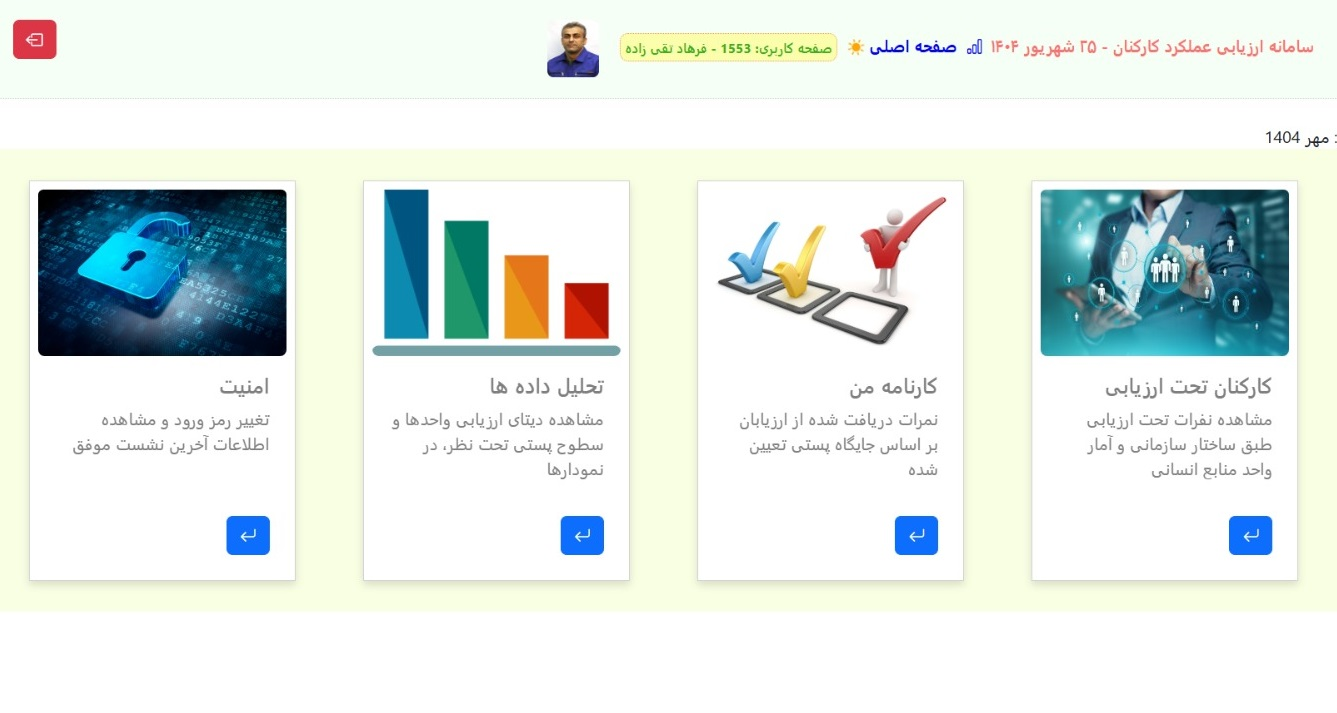 سامانه ارزیابی عملکرد کارکنان - ۲۵ شهریور ۱۴۰۴ صفحه اصلی صفحه کاربری: 1553 - فرهاد تقی زاده
: مهر 1404
کارکنان تحت ارزیابی
مشاهده نفرات تحت ارزیابی
طبق ساختار سازمانی و آمار
واحد منابع انسانی
کارنامه من
نمرات دریافت شده از ارزیابان
بر اساس جایگاه پستی تعیین
شده
تحلیل داده ها
مشاهده دیتای ارزیابی واحدها و
سطوح پستی تحت نظر، در
نمودارها
امنیت
تغییر رمز ورود و مشاهده
اطلاعات آخرین نشست موفق